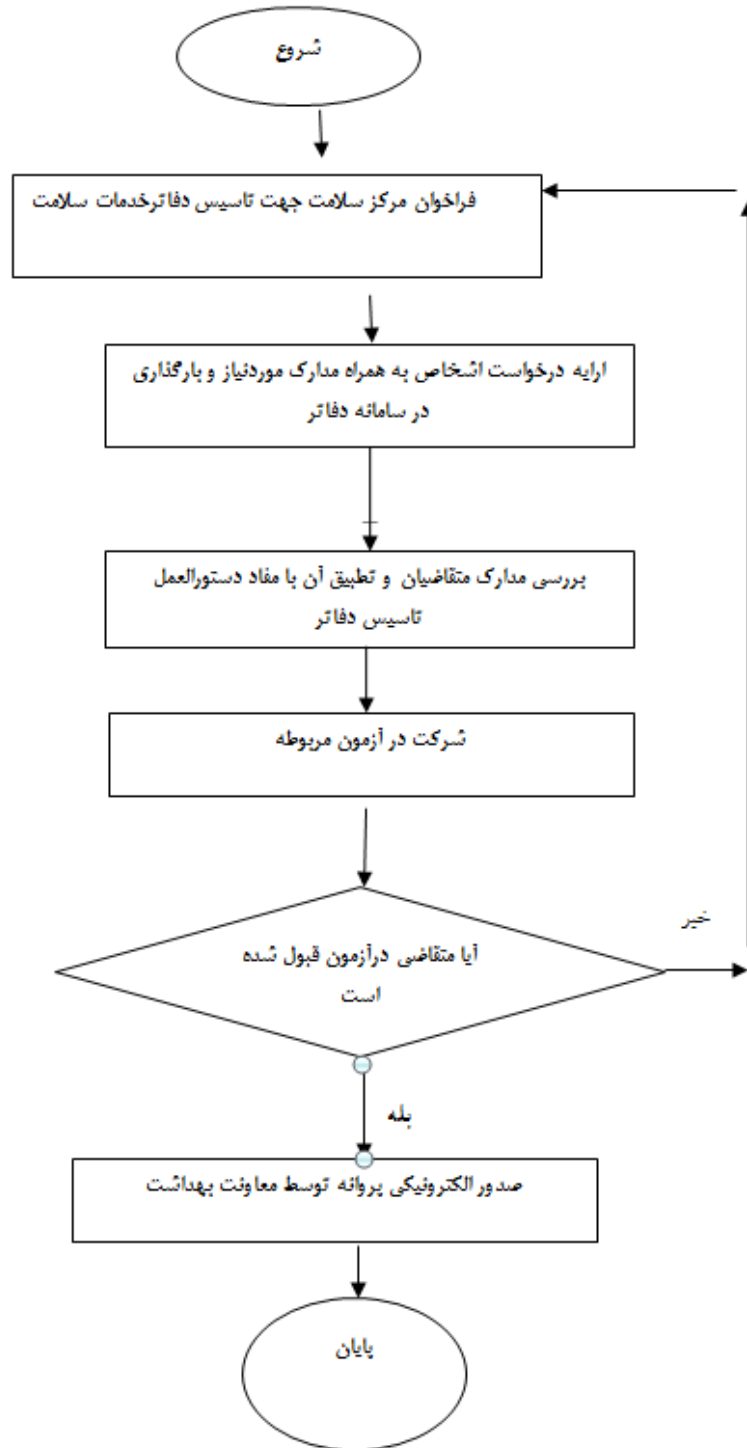 شروع
فراخوان مرکز سلامت جهت تاسیس دفاترخدمات سلامت
ارایه درخواست اشخاص به همراه مدارک موردنیاز و بارگذاری
در سامانه دفاتر
بررسی مدارک متقاضیان و تطبیق آن با مفاد دستورالعمل
تاسیس دفاتر
شرکت در آزمون مربوطه
آیا متقاضی درآزمون قبول شده
است
خیر
بله
صدور الکترونیکی پروانه توسط معاونت بهداشت
پایان